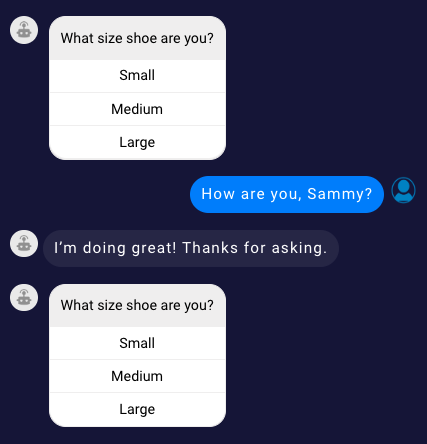 What size shoe are you?
Small
Medium
Large
How are you, Sammy?
I’m doing great! Thanks for asking.
What size shoe are you?
Small
Medium
Large